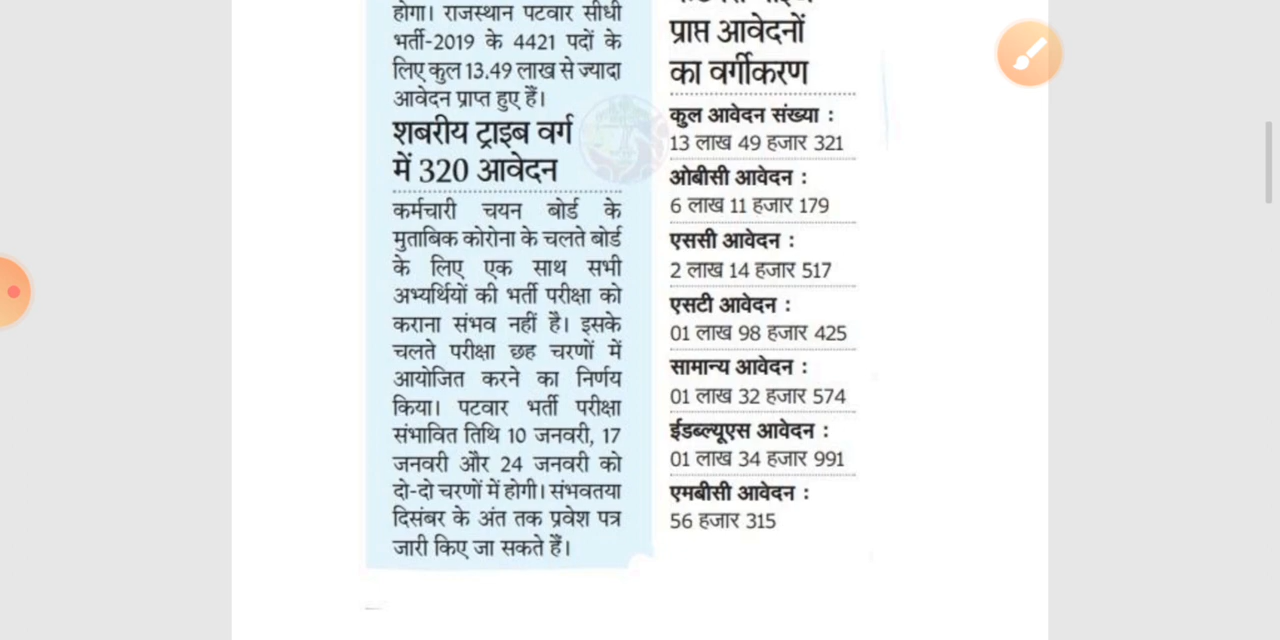 होगा। राजस्थान पटवार सीधी
भर्ती-2019 के 4421 पदों के
लिए कुल 13.49 लाख से ज्यादा
आवेदन प्राप्त हुए हैं।
शबरीय ट्राइब वर्ग
में 320 आवेदन
कर्मचारी चयन बोर्ड के
मुताबिक कोरोना के चलते बोर्ड
के लिए एक साथ सभी
अभ्यर्थियों की भर्ती परीक्षा को
कराना संभव नहीं है। इसके
चलते परीक्षा छह चरणों में
आयोजित करने का निर्णय
किया। पटवार भर्ती परीक्षा
संभावित तिथि 10 जनवरी, 17
जनवरी और 24 जनवरी को
दो-दो चरणों में होगी। संभवतया
दिसंबर के अंत तक प्रवेश पत्र
जारी किए जा सकते हैं।
प्राप्त आवेदनों
का वर्गीकरण
कुल आवेदन संख्या :
13 लाख 49 हजार 321
ओबीसी आवेदन :
6 लाख 11 हजार 179
एससी आवेदन :
2 लाख 14 हजार 517
एसटी आवेदन :
01 लाख 98 हजार 425
सामान्य आवेदन :
01 लाख 32 हजार 574
ईडब्ल्यूएस आवेदन :
01 लाख 34 हजार 991
एमबीसी आवेदन :
56 हजार 315